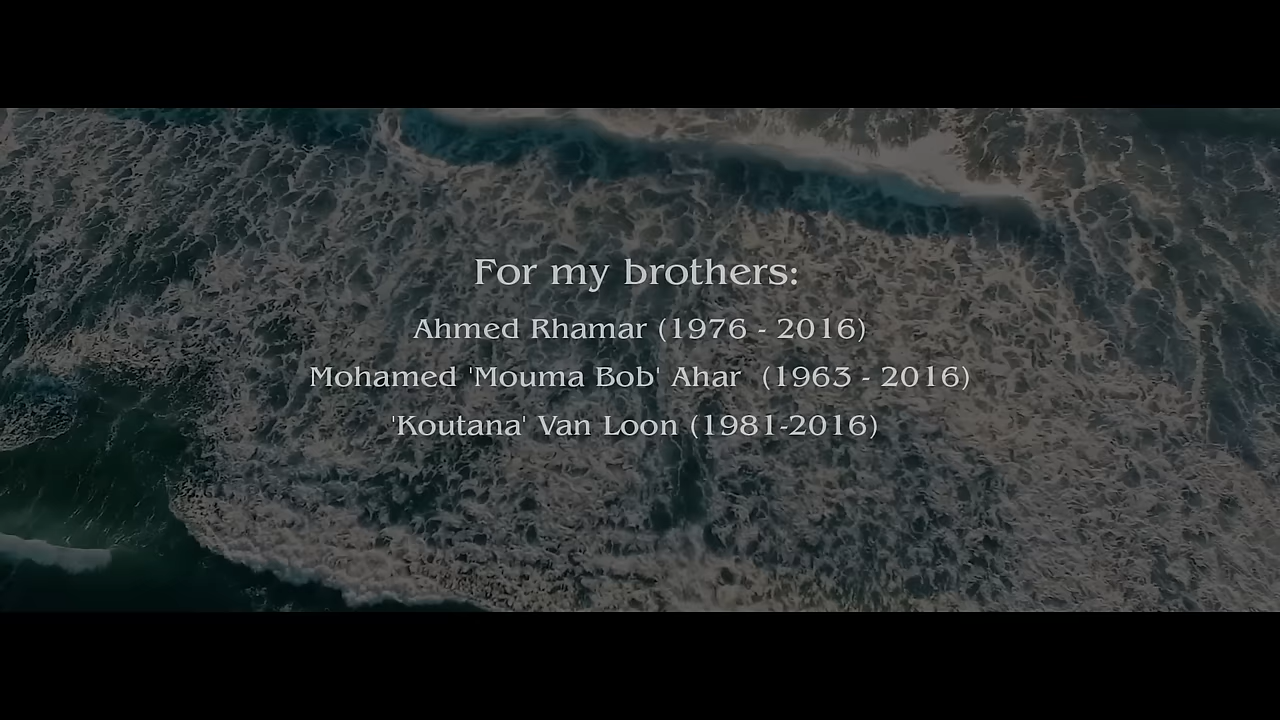 For my brothers:
Ahmed Rhamar (1976 - 2016)
Mohamed 'Mouma Bob' Ahar (1963 - 2016)
'Koutana' Van Loon (1981-2016)